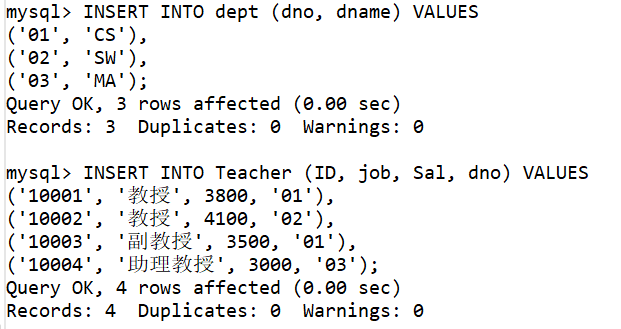 mysql> INSERT INTO dept (dno, dname) VALUES
('01', 'CS'),
('02', 'SW'),
('03', 'MA');
Query OK, 3 rows affected (0.00 sec)
Records: 3  Duplicates: 0  Warnings: 0

mysql> INSERT INTO Teacher (ID, job, Sal, dno) VALUES
('10001', '教授', 3800, '01'),
('10002', '教授', 4100, '02'),
('10003', '副教授', 3500, '01'),
('10004', '助理教授', 3000, '03');
Query OK, 4 rows affected (0.00 sec)
Records: 4  Duplicates: 0  Warnings: 0